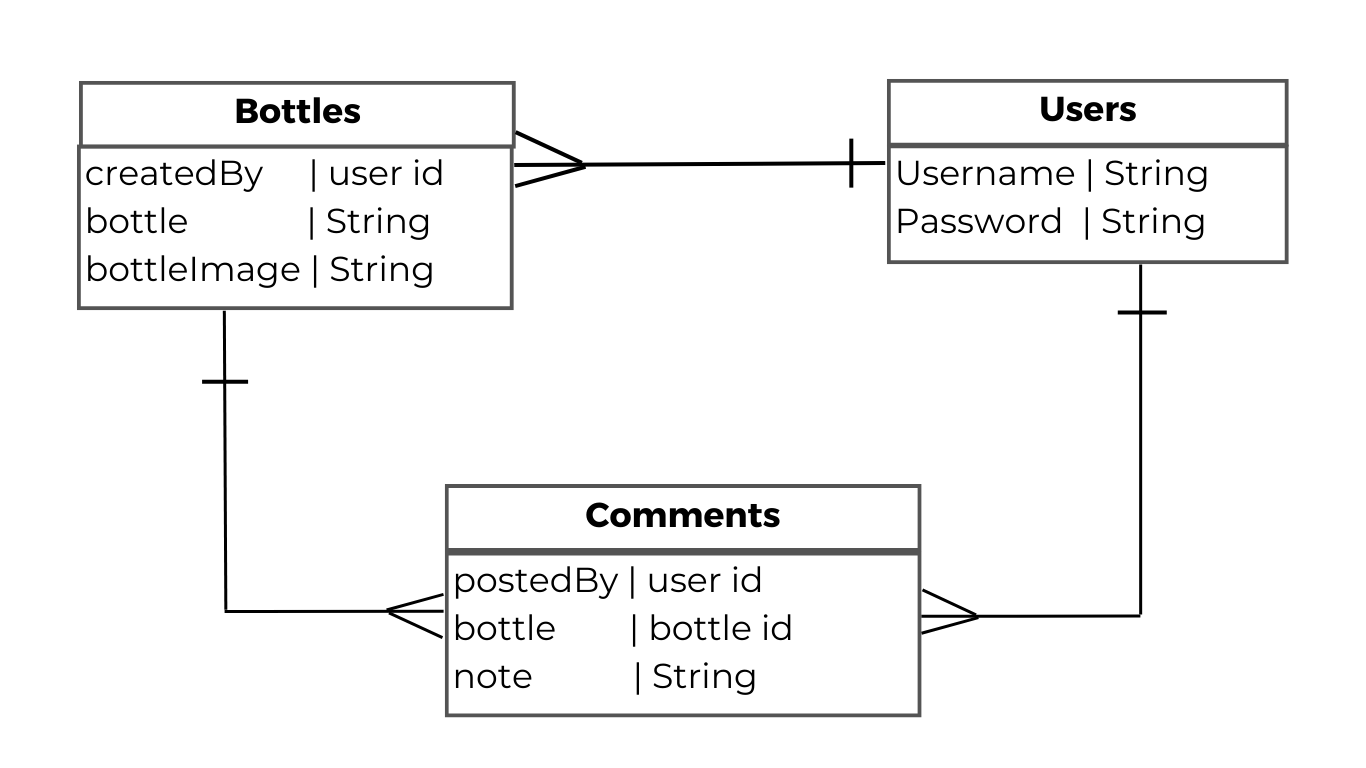 Bottles
createdBy | user id
bottle | String
bottleImage | String
Users
Username | String
Password | String
Comments
postedBy | user id
bottle | bottle id
note | String